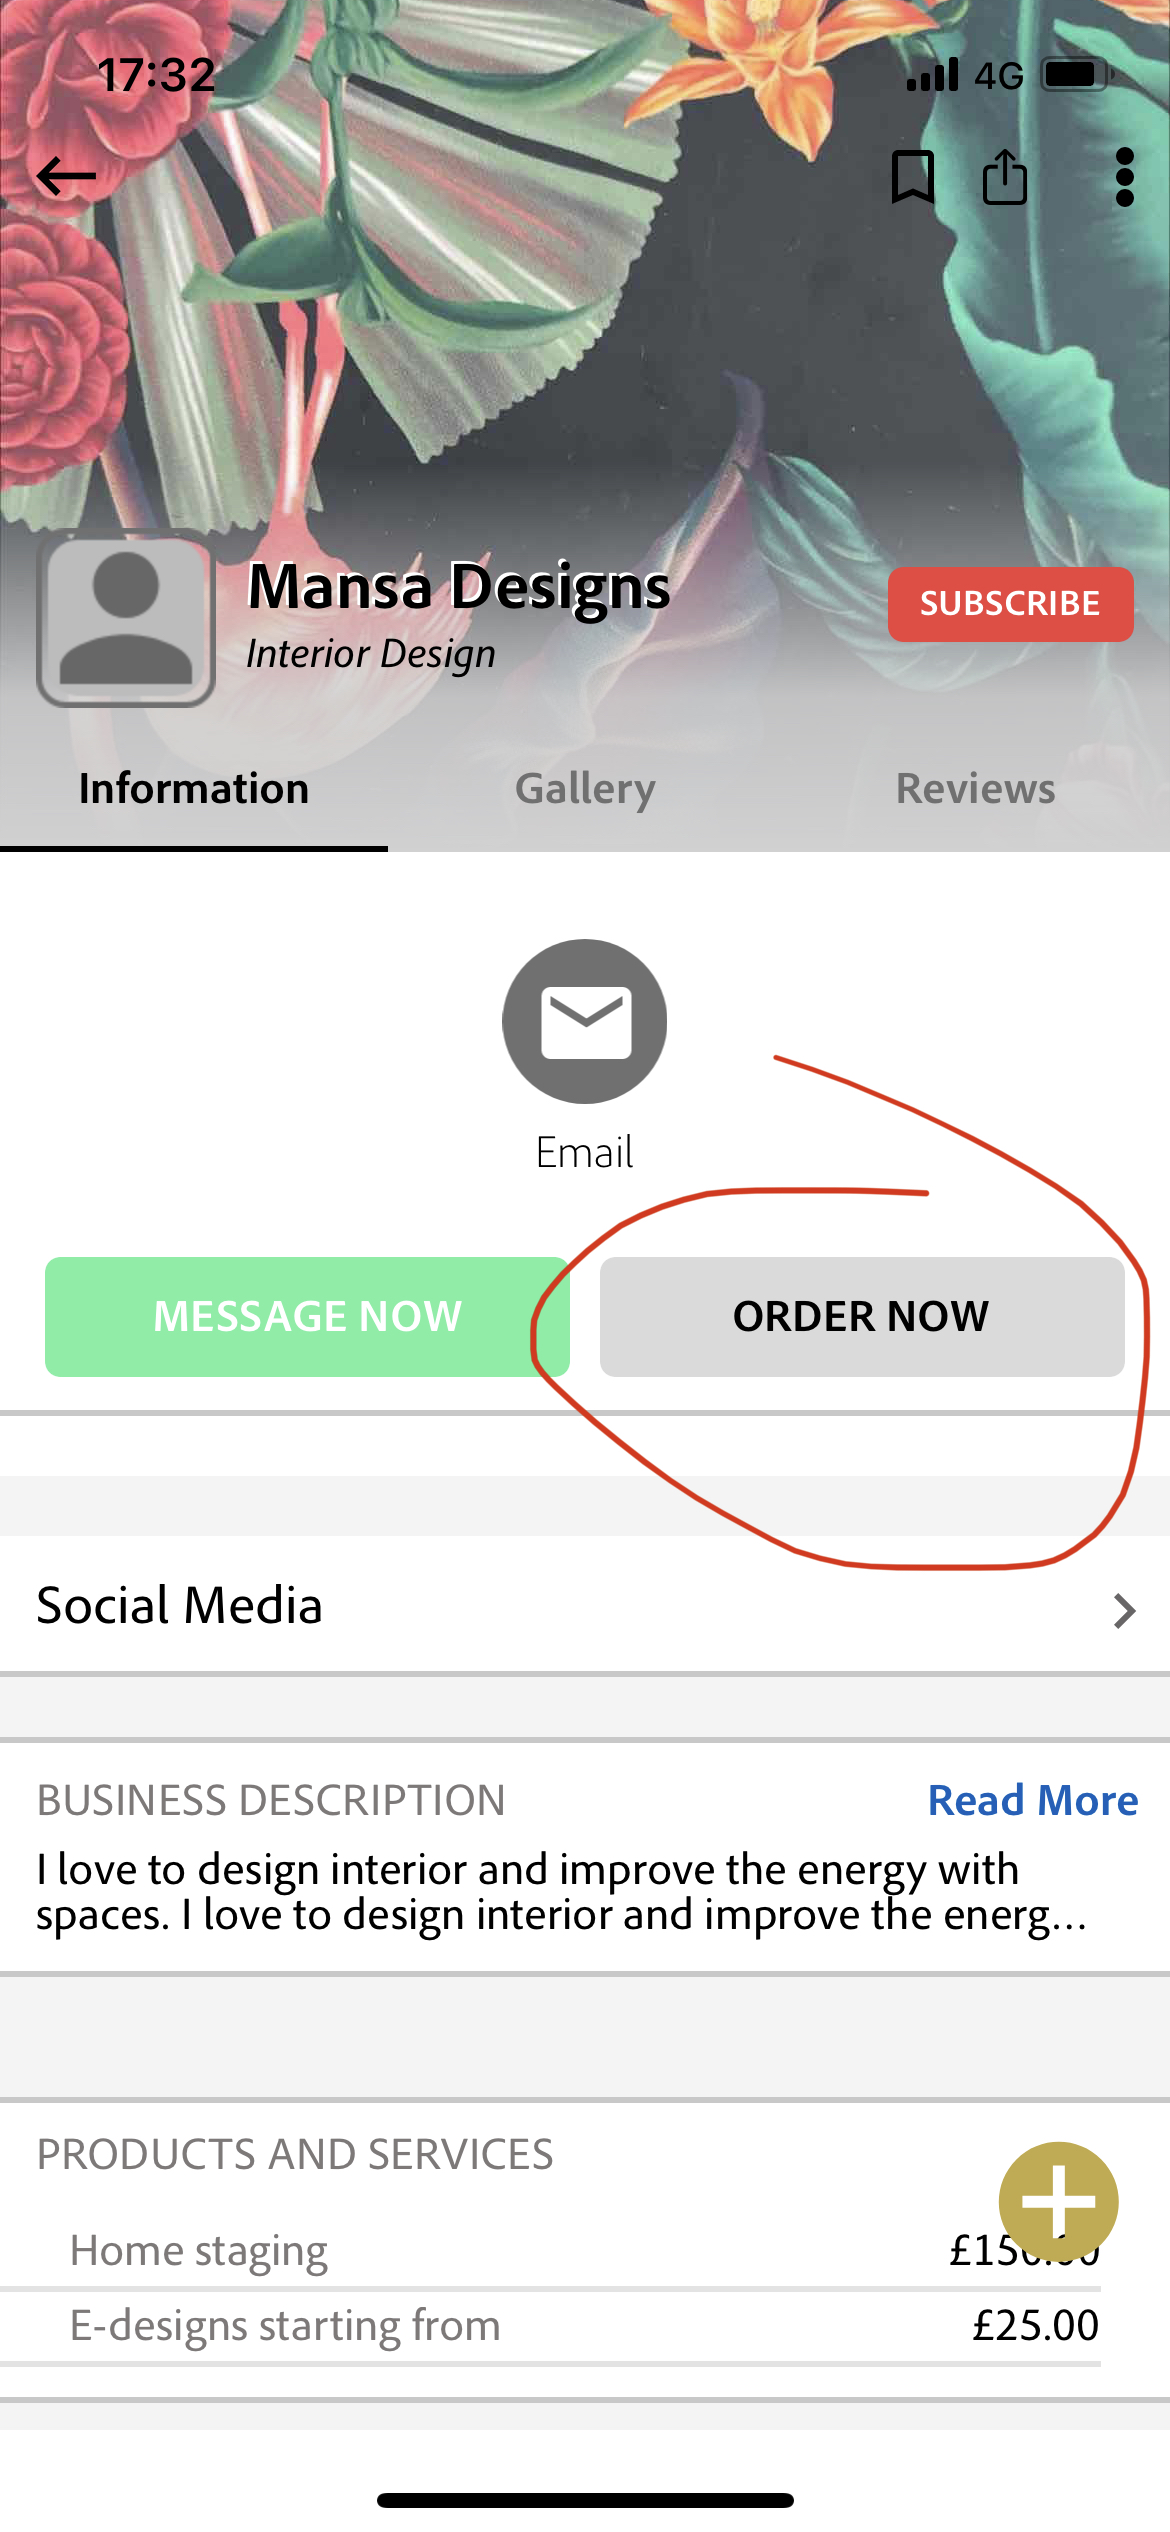 17:32
4G
Mansa Designs
Interior Design
SUBSCRIBE
Information
Gallery
Reviews
Email
MESSAGE NOW
ORDER NOW
Social Media
BUSINESS DESCRIPTION
Read More
I love to design interior and improve the energy with
spaces. I love to design interior and improve the energ...
PRODUCTS AND SERVICES
Home staging
E-designs starting from
£25.00